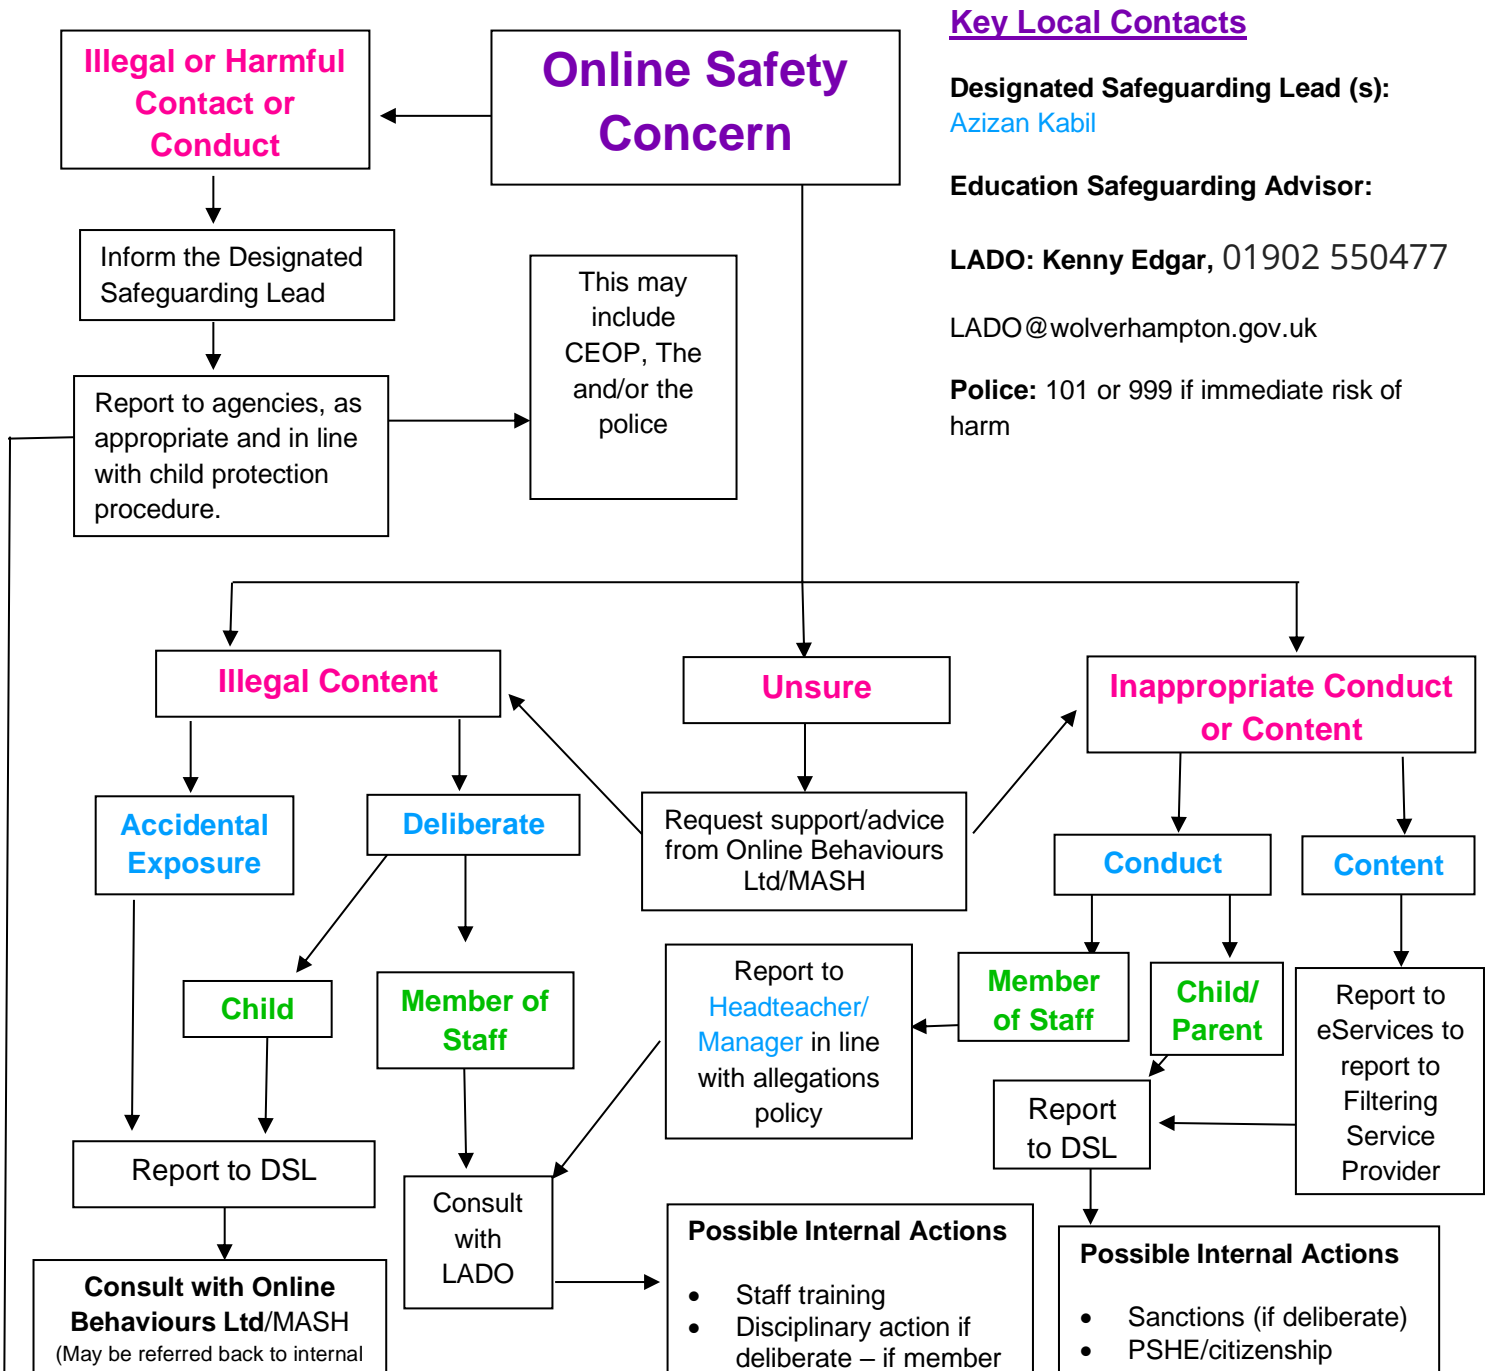 Key Local Contacts
Illegal or Harmful
Contact or
Conduct
Online Safety
Concern
Designated Safeguarding Lead (s):
Azizan Kabil
Education Safeguarding Advisor:
LADO: Kenny Edgar, 01902 550477
LADO@wolverhampton.gov.uk
Police: 101 or 999 if immediate risk of
harm
Inform the Designated
Safeguarding Lead
This may
include
CEOP, The
and/or the
police
Report to agencies, as
appropriate and in line
with child protection
procedure.
Illegal Content
Unsure
Inappropriate Conduct
or Content
Accidental
Exposure
Deliberate
Request support/advice
from Online Behaviours
Ltd/MASH
Conduct
Content
Child
Member of
Staff
Report to
Headteacher/
Manager in line
with allegations
policy
Member
of Staff
Child/
Parent
Report to
eServices to
report to
Filtering
Service
Provider
Report
to DSL
Report to DSL
Consult
with
LADO
Consult with Online
Behaviours Ltd/MASH
(May be referred back to internal
Possible Internal Actions
• Staff training
• Disciplinary action if
deliberate – if member
Possible Internal Actions
• Sanctions (if deliberate)
• PSHE/citizenship